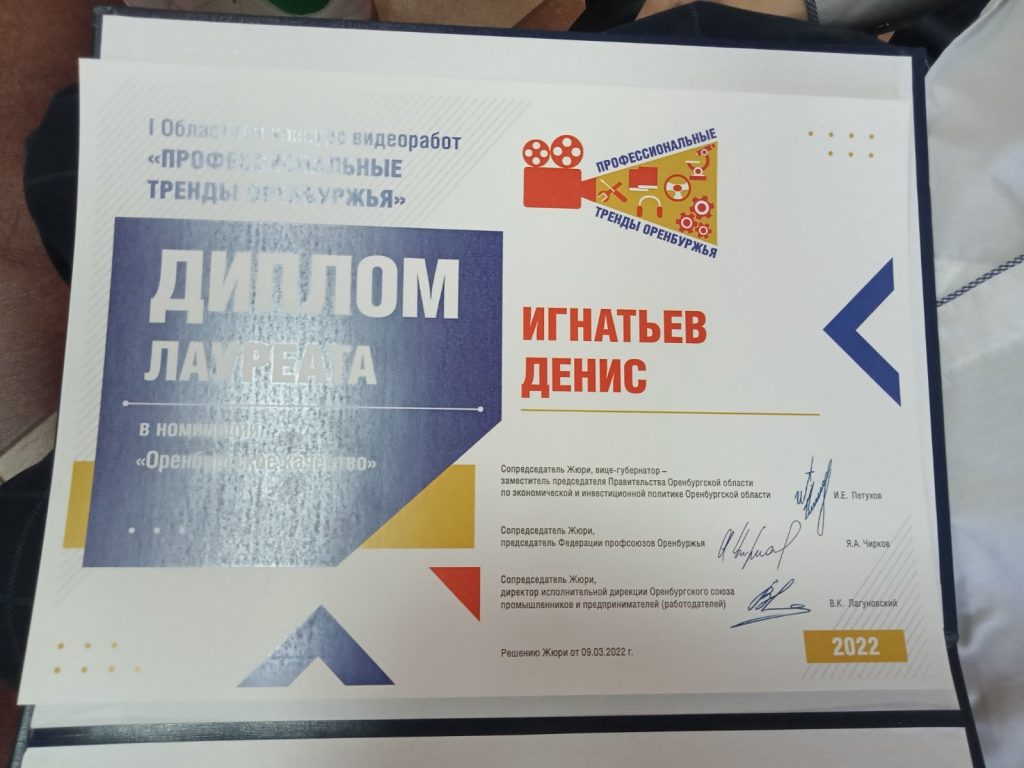 I Областной конкурс видеоработ
«ПРОФЕССИОНАЛЬНЫЕ
ТРЕНДЫ ОРЕНБУРЖЬЯ»
ДИПЛОМ
ЛАУРЕАТА
в номинации
«Оренбургское качество»
ПРОФЕССИОНАЛЬНЫЕ
ТРЕНДЫ ОРЕНБУРЖЬЯ
ИГНАТЬЕВ
ДЕНИС
Сопредседатель Жюри, вице-губернатор –
заместитель председателя Правительства Оренбургской области
по экономической и инвестиционной политике Оренбургской области
И.Е. Петухов
Сопредседатель Жюри,
председатель Федерации профсоюзов Оренбуржья
Я.А. Чирков
Сопредседатель Жюри,
директор исполнительной дирекции Оренбургского союза
промышленников и предпринимателей (работодателей)
В.К. Лагуновский
Решению Жюри от 09.03.2022 г.
2022